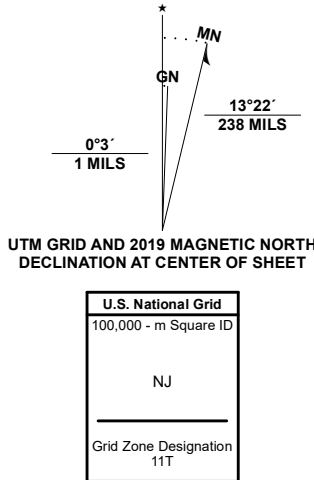 MN
GN
13°22´
238 MILS
0°3´
1 MILS
UTM GRID AND 2019 MAGNETIC NORTH
DECLINATION AT CENTER OF SHEET
U.S. National Grid
100,000 - m Square ID
NJ
Grid Zone Designation
11T